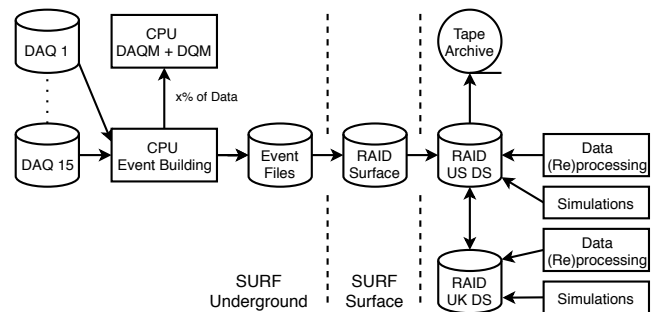 DAQ 1
CPU
DAQM + DQM
Tape
Archive
x% of Data
DAQ 15
CPU
Event Building
Event
Files
RAID
Surface
RAID
US DS
Data
(Re)processing
Simulations
RAID
UK DS
Data
(Re)processing
Simulations
SURF
Underground
SURF
Surface